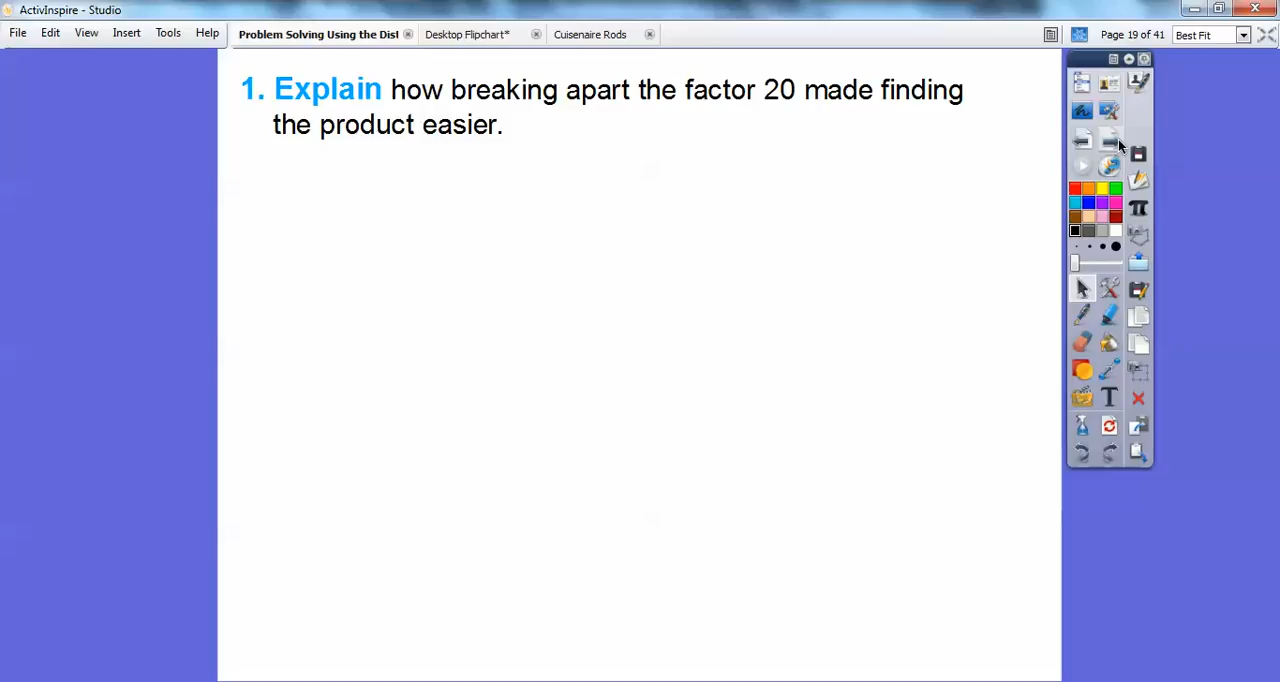 ActivInspire - Studio
File Edit View Insert Tools Help
Problem Solving Using the Dist
Desktop Flipchart*
Cuisenaire Rods
Page 19 of 41
Best Fit
1. Explain how breaking apart the factor 20 made finding
the product easier.
T